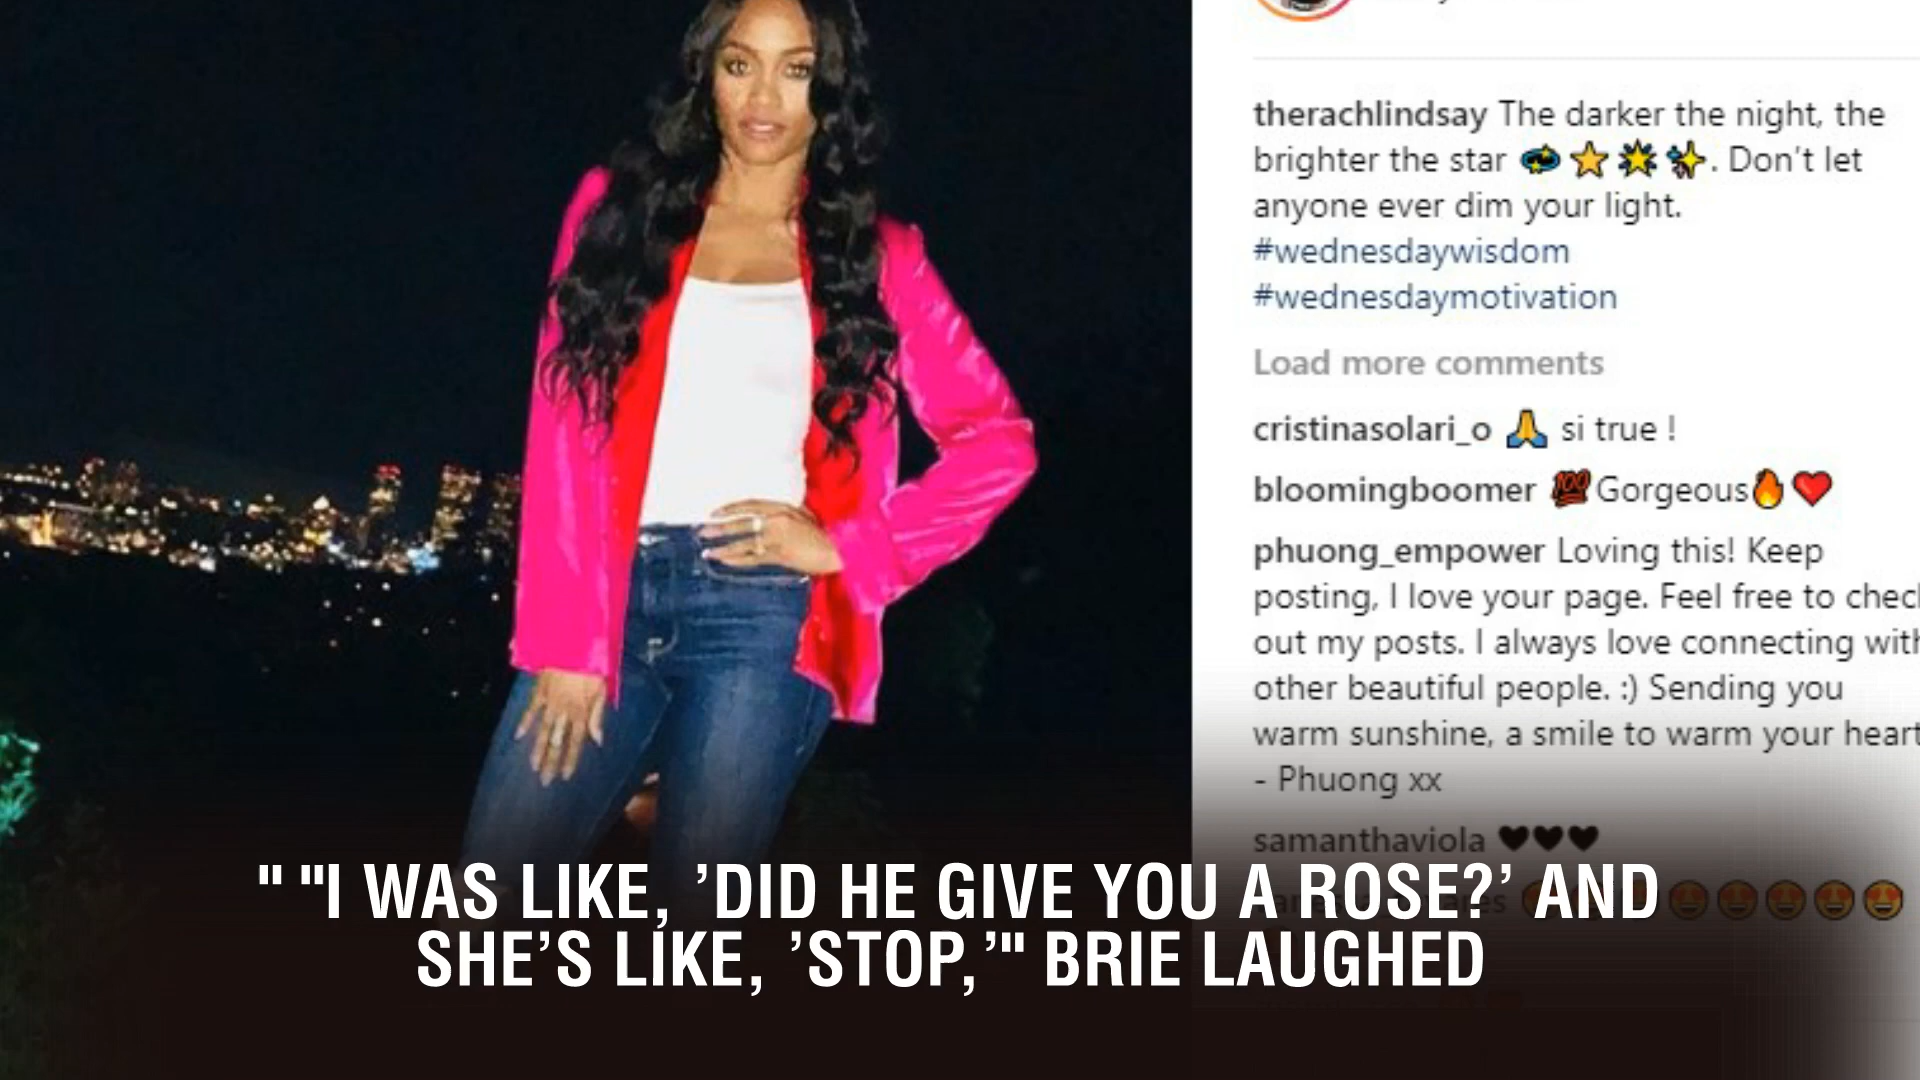 therachlindsay The darker the night, the
brighter the star 💫⭐🌟✨. Don't let
anyone ever dim your light.
#wednesdaywisdom
#wednesdaymotivation
Load more comments
cristinasolari_o 🙏 si true !
bloomingboomer 💯Gorgeous🔥❤️
phuong_empower Loving this! Keep
posting, I love your page. Feel free to chec
out my posts. I always love connecting with
other beautiful people. :) Sending you
warm sunshine, a smile to warm your heart
- Phuong xx
samanthaviola 🖤🖤🖤
" "I WAS LIKE, ’DID HE GIVE YOU A ROSE?’ AND
SHE’S LIKE, ’STOP,’" BRIE LAUGHED